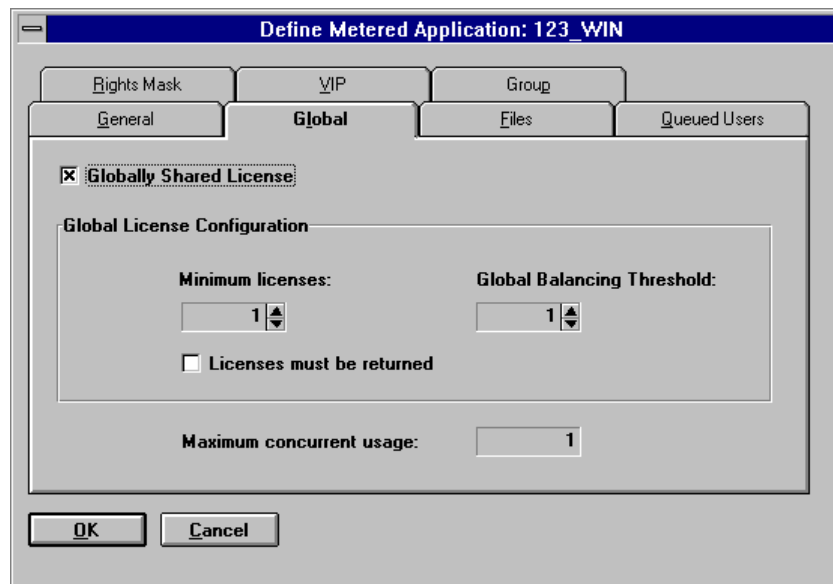 Define Metered Application: 123_WIN
Rights Mask VIP Group
General Global Files Queued Users
Globally Shared License
Global License Configuration
Minimum licenses: Global Balancing Threshold:
1 1
Licenses must be returned
Maximum concurrent usage: 1
OK Cancel